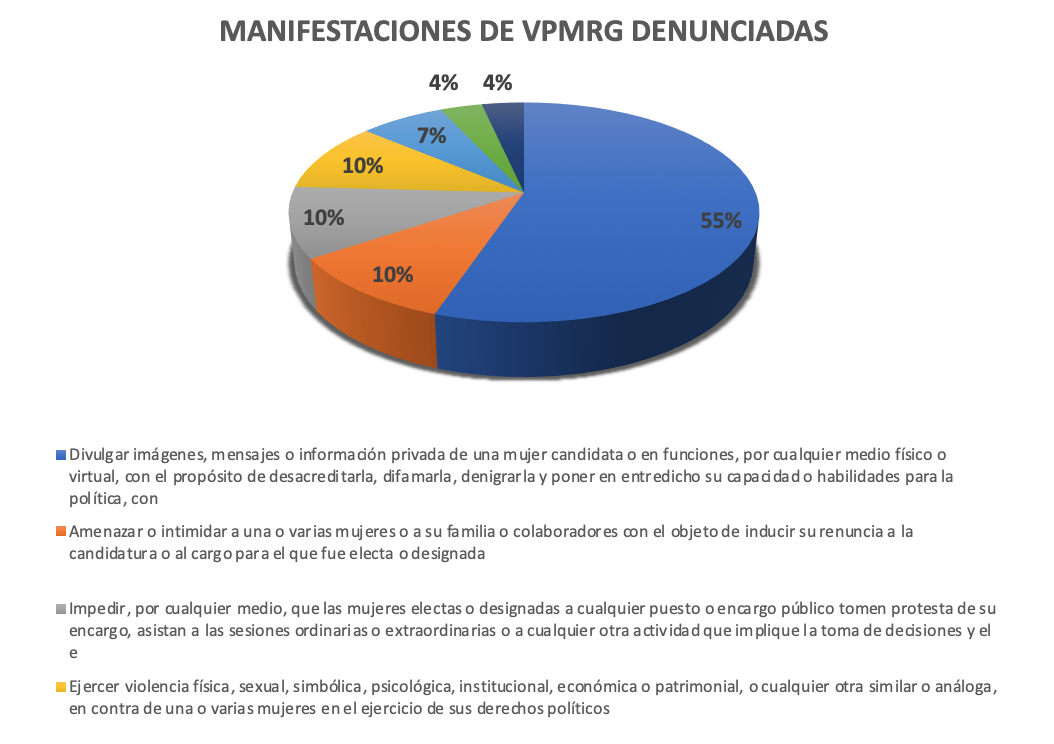 MANIFESTACIONES DE VPMRG DENUNCIADAS
4% 4%
7%
10%
55%
10%
10%
Divulgar imágenes, mensajes o información privada de una mujer candidata o en funciones, por cualquier medio físico o
virtual, con el propósito de desacreditarla, difamarla, denigrarla y poner en entredicho su capacidad o habilidades para la
política, con
Amenazar o intimidar a una o varias mujeres o a su familia o colaboradores con el objeto de inducir su renuncia a la
candidatura o al cargo para el que fue electa o designada
Impedir, por cualquier medio, que las mujeres electas o designadas a cualquier puesto o encargo público tomen protesta de su
encargo, asistan a las sesiones ordinarias o extraordinarias o a cualquier otra actividad que implique la toma de decisiones y el
e
Ejercer violencia física, sexual, simbólica, psicológica, institucional, económica o patrimonial, o cualquier otra similar o análoga,
en contra de una o varias mujeres en el ejercicio de sus derechos políticos